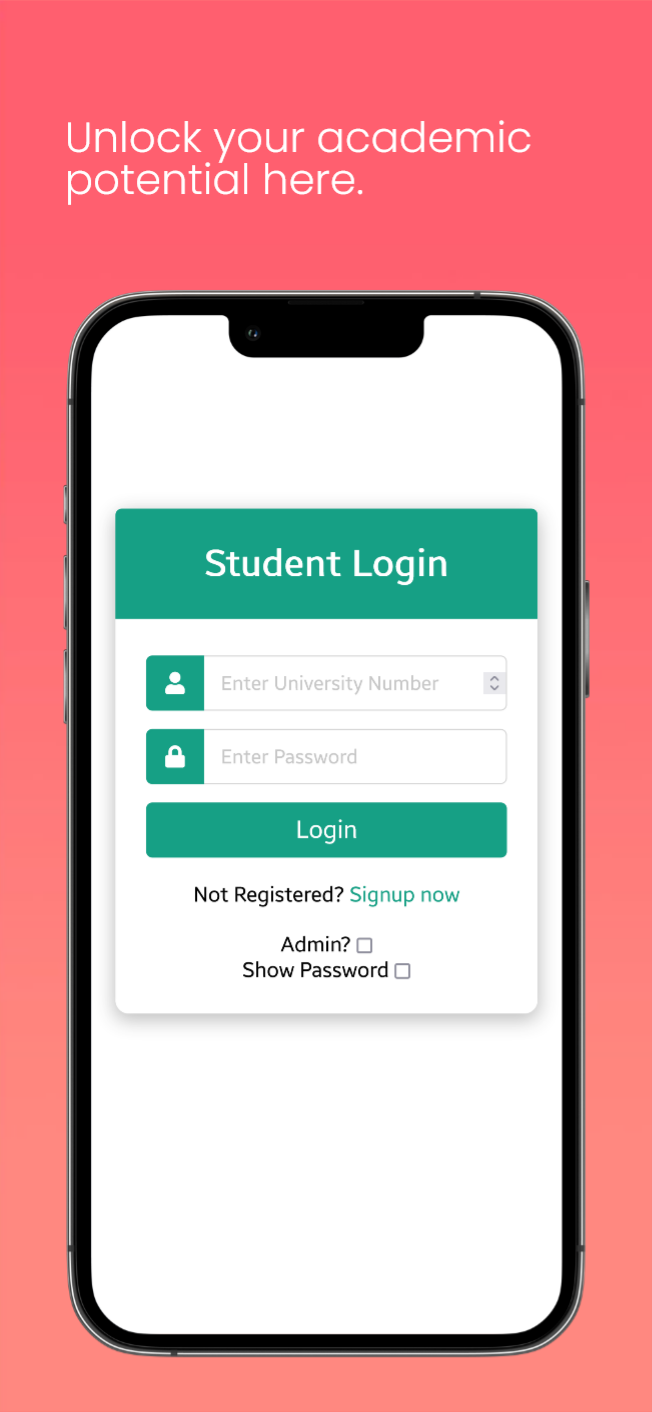 Unlock your academic
potential here.
Student Login
Enter University Number
Enter Password
Login
Not Registered? Signup now
Admin?
Show Password